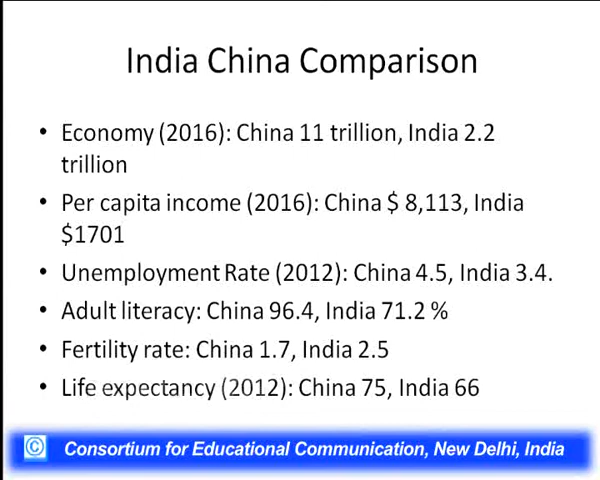 India China Comparison
• Economy (2016): China 11 trillion, India 2.2
trillion
• Per capita income (2016): China $ 8,113, India
$1701
• Unemployment Rate (2012): China 4.5, India 3.4.
• Adult literacy: China 96.4, India 71.2 %
• Fertility rate: China 1.7, India 2.5
• Life expectancy (2012): China 75, India 66
© Consortium for Educational Communication, New Delhi, India